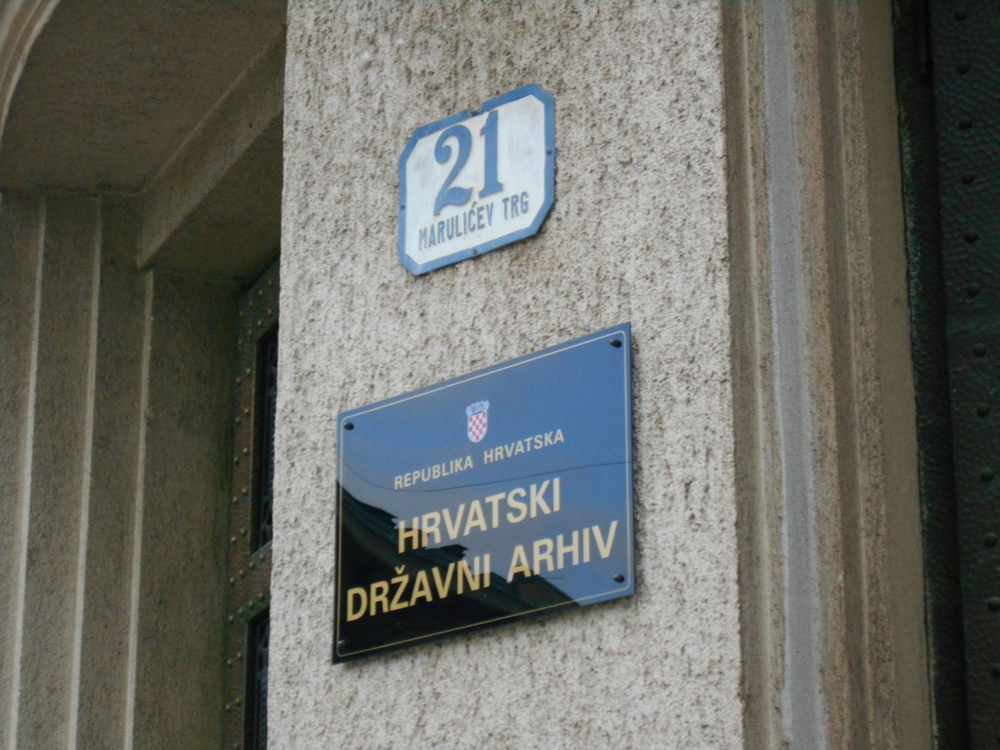 21
MARULIĆEV TRG
REPUBLIKA HRVATSKA
HRVATSKI
DRŽAVNI ARHIV